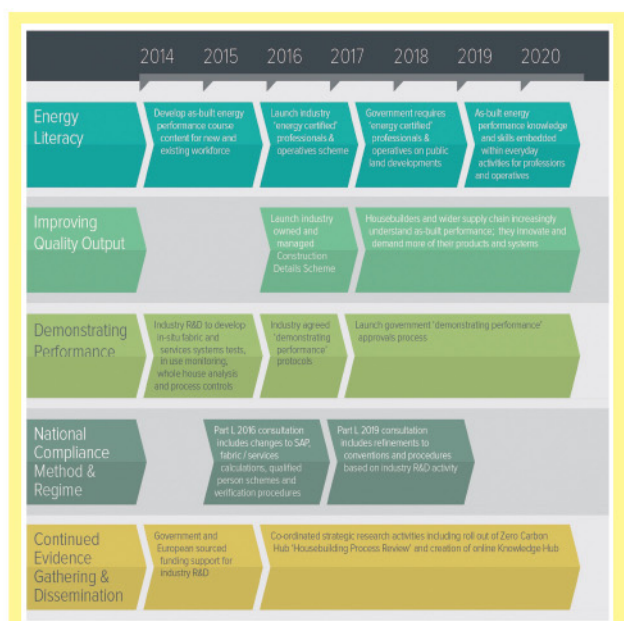 2014 2015 2016 2017 2018 2019 2020
Energy
Literacy
Develop as-built energy
performance course
content for new and
existing workforce
Launch industry
'energy certified'
professionals &
operatives scheme
Government requires
'energy certified'
professionals &
operatives on public
land developments
As-built energy
performance knowledge
and skills embedded
within everyday
activities for professions
and operatives
Improving
Quality Output
Launch industry
owned and
managed
Construction
Details Scheme
Housebuilders and wider supply chain increasingly
understand as-built performance; they innovate and
demand more of their products and systems
Demonstrating
Performance
Industry R&D to develop
in-situ fabric and
services systems tests,
in use monitoring,
whole house analysis
and process controls
Industry agreed
'demonstrating
performance'
protocols
Launch government 'demonstrating performance'
approvals process
National
Compliance
Method &
Regime
Part L 2016 consultation
includes changes to SAP,
fabric / services
calculations, qualified
person schemes and
verification procedures
Part L 2019 consultation
includes refinements to
conventions and procedures
based on industry R&D activity
Continued
Evidence
Gathering &
Dissemination
Government and
European sourced
funding support for
industry R&D
Co-ordinated strategic research activities including roll out of Zero Carbon
Hub 'Housebuilding Process Review' and creation of online Knowledge Hub